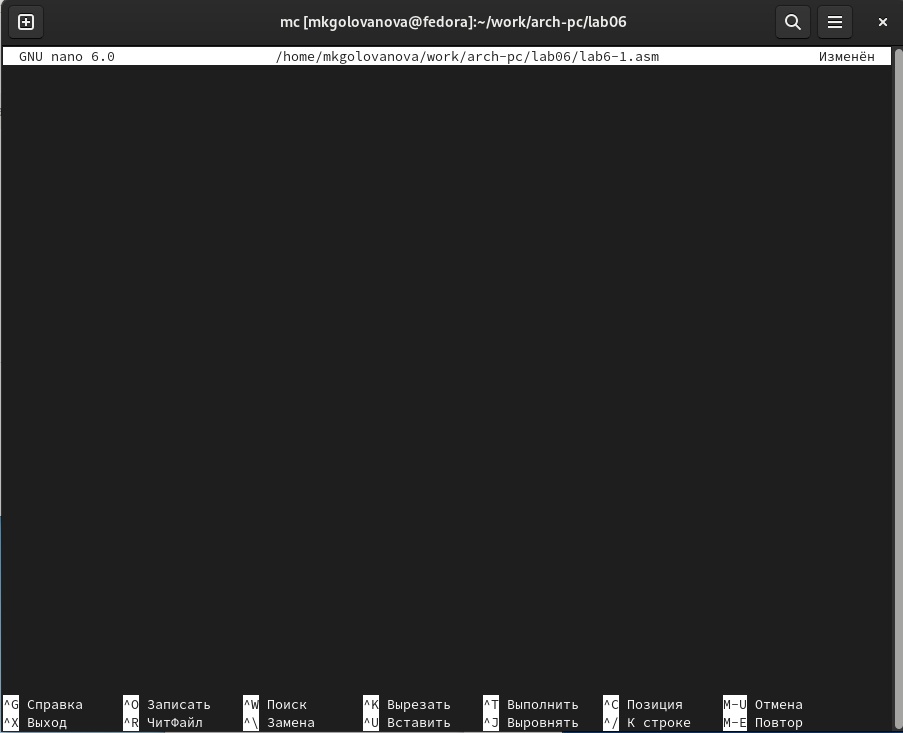 mc [mkgolovanova@fedora]:~/work/arch-pc/lab06
GNU nano 6.0 /home/mkgolovanova/work/arch-pc/lab06/lab6-1.asm Изменён
^G Справка ^O Записать ^W Поиск ^K Вырезать ^T Выполнить ^C Позиция M-U Отмена
^X Выход ^R ЧитФайл ^\ Замена ^U Вставить ^J Выровнять ^/ К строке M-E Повтор